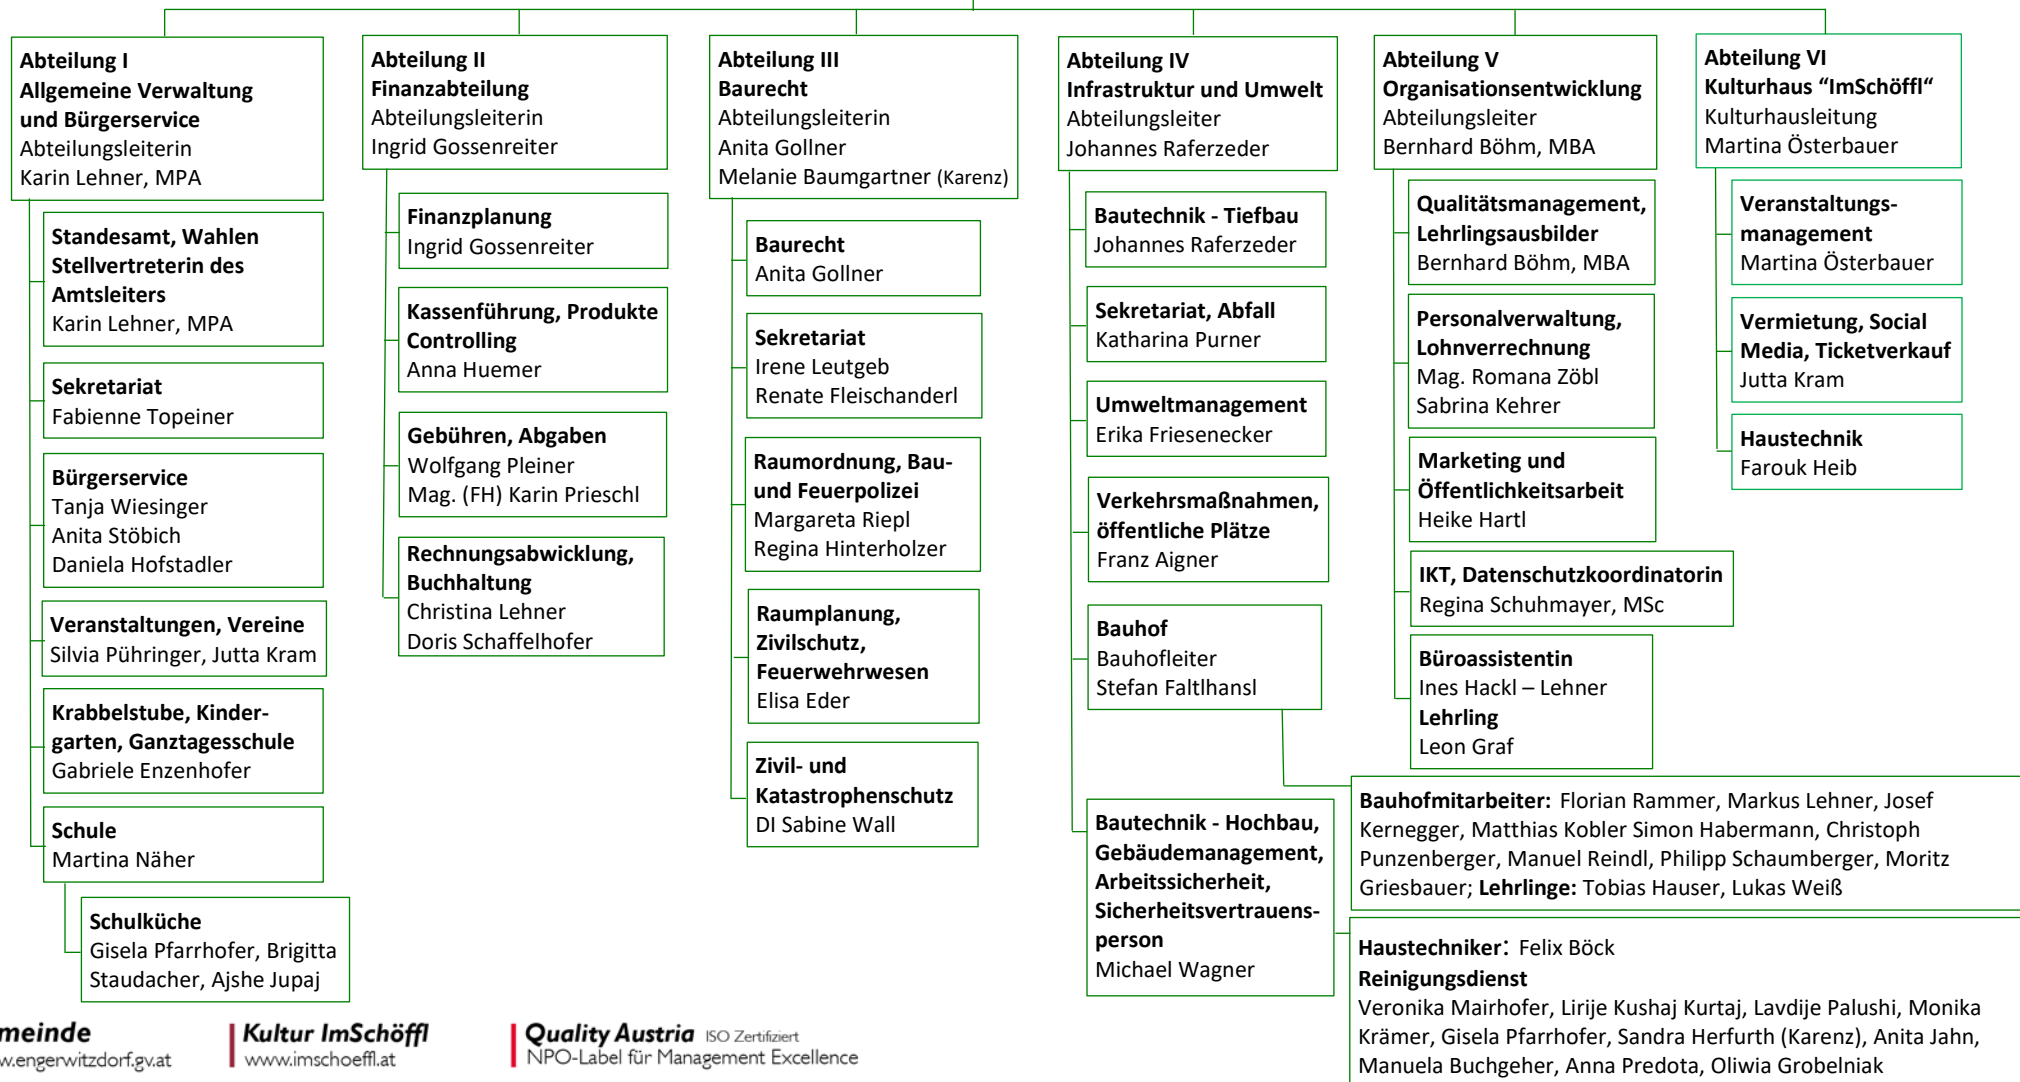 Abteilung I
Allgemeine Verwaltung
und Bürgerservice
Abteilungsleiterin
Karin Lehner, MPA
Standesamt, Wahlen
Stellvertreterin des
Amtsleiters
Karin Lehner, MPA
Sekretariat
Fabienne Topeiner
Bürgerservice
Tanja Wiesinger
Anita Stöbich
Daniela Hofstadler
Veranstaltungen, Vereine
Silvia Pühringer, Jutta Kram
Krabbelstube, Kinder-
garten, Ganztagesschule
Gabriele Enzenhofer
Schule
Martina Näher
Schulküche
Gisela Pfarrhofer, Brigitta
Staudacher, Ajshe Jupaj
Abteilung II
Finanzabteilung
Abteilungsleiterin
Ingrid Gossenreiter
Finanzplanung
Ingrid Gossenreiter
Kassenführung, Produkte
Controlling
Anna Huemer
Gebühren, Abgaben
Wolfgang Pleiner
Mag. (FH) Karin Prieschl
Rechnungsabwicklung,
Buchhaltung
Christina Lehner
Doris Schaffelhofer
Abteilung III
Baurecht
Abteilungsleiterin
Anita Gollner
Melanie Baumgartner (Karenz)
Baurecht
Anita Gollner
Sekretariat
Irene Leutgeb
Renate Fleischanderl
Raumordnung, Bau-
und Feuerpolizei
Margareta Riepl
Regina Hinterholzer
Raumplanung,
Zivilschutz,
Feuerwehrwesen
Elisa Eder
Zivil- und
Katastrophenschutz
DI Sabine Wall
Abteilung IV
Infrastruktur und Umwelt
Abteilungsleiter
Johannes Raferzeder
Bautechnik - Tiefbau
Johannes Raferzeder
Sekretariat, Abfall
Katharina Purner
Umweltmanagement
Erika Friesenecker
Verkehrsmaßnahmen,
öffentliche Plätze
Franz Aigner
Bauhof
Bauhofleiter
Stefan Faltlhansl
Bautechnik - Hochbau,
Gebäudemanagement,
Arbeitssicherheit,
Sicherheitsvertrauens-
person
Michael Wagner
Abteilung V
Organisationsentwicklung
Abteilungsleiter
Bernhard Böhm, MBA
Qualitätsmanagement,
Lehrlingsausbilder
Bernhard Böhm, MBA
Personalverwaltung,
Lohnverrechnung
Mag. Romana Zöbl
Sabrina Kehrer
Marketing und
Öffentlichkeitsarbeit
Heike Hartl
IKT, Datenschutzkoordinatorin
Regina Schuhmayer, MSc
Büroassistentin
Ines Hackl – Lehner
Lehrling
Leon Graf
Abteilung VI
Kulturhaus “ImSchöffl“
Kulturhausleitung
Martina Österbauer
Veranstaltungs-
management
Martina Österbauer
Vermietung, Social
Media, Ticketverkauf
Jutta Kram
Haustechnik
Farouk Heib
Bauhofmitarbeiter: Florian Rammer, Markus Lehner, Josef
Kernegger, Matthias Kobler Simon Habermann, Christoph
Punzenberger, Manuel Reindl, Philipp Schaumberger, Moritz
Griesbauer; Lehrlinge: Tobias Hauser, Lukas Weiß
Haustechniker: Felix Böck
Reinigungsdienst
Veronika Mairhofer, Lirije Kushaj Kurtaj, Lavdije Palushi, Monika
Krämer, Gisela Pfarrhofer, Sandra Herfurth (Karenz), Anita Jahn,
Manuela Buchgeher, Anna Predota, Oliwia Grobelniak
meinde
w.engerwitzdorf.gv.at
Kultur ImSchöffl
www.imschoeffl.at
Quality Austria ISO Zertifiziert
NPO-Label für Management Excellence